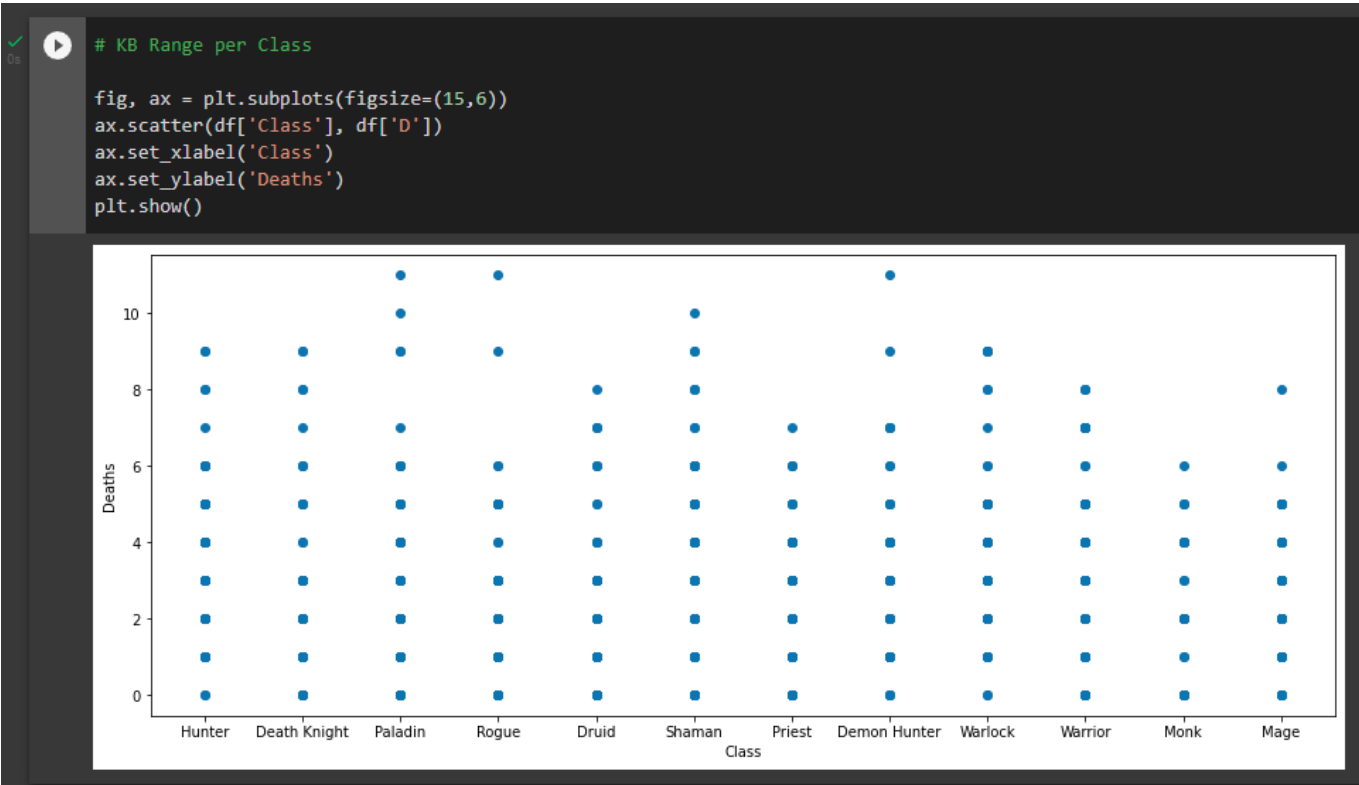 # KB Range per Class
0s
fig, ax = plt.subplots(figsize=(15,6))
ax.scatter(df['Class'], df['D'])
ax.set_xlabel('Class')
ax.set_ylabel('Deaths')
plt.show()
10
8
6
4
2
0
Deaths
Hunter Death Knight Paladin Rogue Druid Shaman Priest Demon Hunter Warlock Warrior Monk Mage
Class